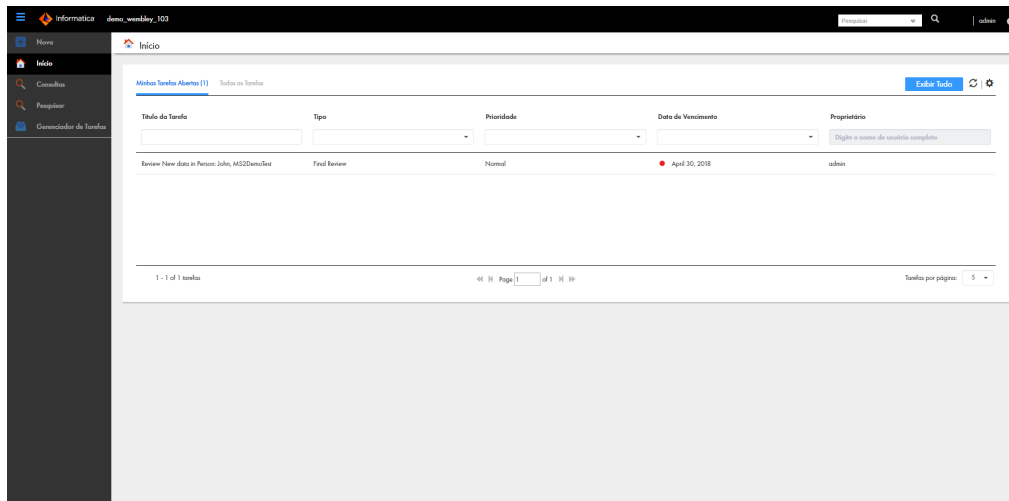 Informatica demo_wembley_103 Pesquisar admin
Novo
Início
Consultas
Pesquisar
Gerenciador de Tarefas
Início
Minhas Tarefas Abertas (1) Todas as Tarefas Exibir Tudo
Título da Tarefa Tipo Prioridade Data de Vencimento Proprietário
Digite o nome de usuário completo
Review New data in Person: John, MS2DemoTest Final Review Normal April 30, 2018 admin
1 - 1 of 1 tarefas Page 1 of 1 Tarefas por página: 5